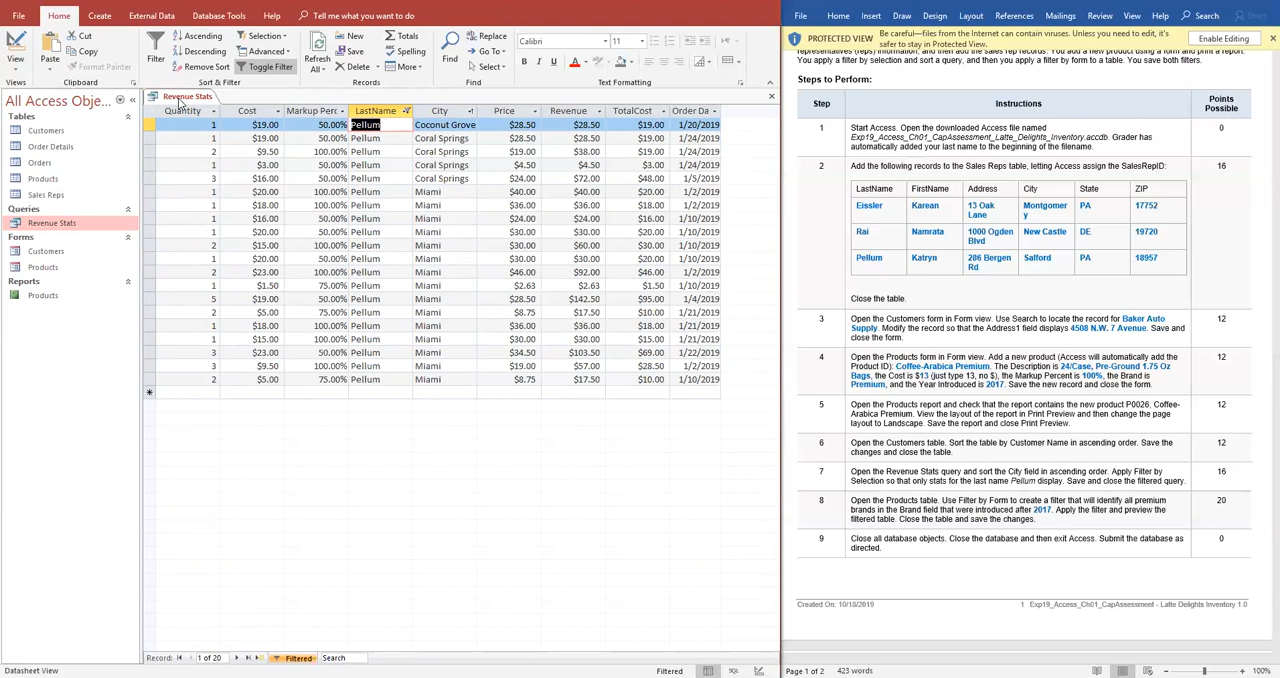 File Home Create External Data Database Tools Help Tell me what you want to do
View
Views
Paste
Cut
Copy
Format Painter
Clipboard
Filter
Ascending
Descending
Remove Sort
Selection
Advanced
Toggle Filter
Sort & Filter
Refresh All
New
Save
Delete
Totals
Spelling
More
Records
Find
Replace
Go To
Select
Find
Calibri 11
B I U
Text Formatting
All Access Obje...
Tables
Customers
Order Details
Orders
Products
Sales Reps
Queries
Revenue Stats
Forms
Customers
Products
Reports
Products
Revenue Stats
Quantity Cost Markup Perc LastName City Price Revenue TotalCost Order Da
1 $19.00 50.00% Pellum Coconut Grove $28.50 $28.50 $19.00 1/20/2019
1 $19.00 50.00% Pellum Coral Springs $28.50 $28.50 $19.00 1/24/2019
2 $9.50 100.00% Pellum Coral Springs $19.00 $38.00 $19.00 1/24/2019
1 $3.00 50.00% Pellum Coral Springs $4.50 $4.50 $3.00 1/24/2019
3 $16.00 50.00% Pellum Coral Springs $24.00 $72.00 $48.00 1/5/2019
1 $20.00 100.00% Pellum Miami $40.00 $40.00 $20.00 1/2/2019
1 $18.00 100.00% Pellum Miami $36.00 $36.00 $18.00 1/2/2019
1 $16.00 50.00% Pellum Miami $24.00 $24.00 $16.00 1/10/2019
1 $20.00 50.00% Pellum Miami $30.00 $30.00 $20.00 1/10/2019
2 $15.00 100.00% Pellum Miami $30.00 $60.00 $30.00 1/10/2019
1 $20.00 50.00% Pellum Miami $30.00 $30.00 $20.00 1/10/2019
2 $23.00 100.00% Pellum Miami $46.00 $92.00 $46.00 1/2/2019
1 $1.50 75.00% Pellum Miami $2.63 $2.63 $1.50 1/10/2019
5 $19.00 50.00% Pellum Miami $28.50 $142.50 $95.00 1/4/2019
2 $5.00 75.00% Pellum Miami $8.75 $17.50 $10.00 1/21/2019
1 $18.00 100.00% Pellum Miami $36.00 $36.00 $18.00 1/21/2019
1 $15.00 100.00% Pellum Miami $30.00 $30.00 $15.00 1/21/2019
3 $23.00 50.00% Pellum Miami $34.50 $103.50 $69.00 1/22/2019
3 $9.50 100.00% Pellum Miami $19.00 $57.00 $28.50 1/2/2019
2 $5.00 75.00% Pellum Miami $8.75 $17.50 $10.00 1/10/2019
Record: 1 of 20 Filtered Search
Datasheet View Filtered SQL
File Home Insert Draw Design Layout References Mailings Review View Help Search Share
PROTECTED VIEW Be careful—files from the Internet can contain viruses. Unless you need to edit, it's safer to stay in Protected View. Enable Editing
representatives (reps) information, and then add the sales rep records. You add a new product using a form and print a report.
You apply a filter by selection and sort a query, and then you apply a filter by form to a table. You save both filters.
Steps to Perform:
Step Instructions Points Possible
1 Start Access. Open the downloaded Access file named 0
Exp19_Access_Ch01_CapAssessment_Latte_Delights_Inventory.accdb. Grader has
automatically added your last name to the beginning of the filename.
2 Add the following records to the Sales Reps table, letting Access assign the SalesRepID: 16
LastName FirstName Address City State ZIP
Eissler Karean 13 Oak Lane Montgomery PA 17752
Rai Namrata 1000 Ogden Blvd New Castle DE 19720
Pellum Katryn 286 Bergen Rd Salford PA 18957
Close the table.
3 Open the Customers form in Form view. Use Search to locate the record for Baker Auto 12
Supply. Modify the record so that the Address1 field displays 4508 N.W. 7 Avenue. Save and
close the form.
4 Open the Products form in Form view. Add a new product (Access will automatically add the 12
Product ID): Coffee-Arabica Premium. The Description is 24/Case, Pre-Ground 1.75 Oz
Bags, the Cost is $13 (just type 13, no $), the Markup Percent is 100%, the Brand is
Premium, and the Year Introduced is 2017. Save the new record and close the form.
5 Open the Products report and check that the report contains the new product P0026, Coffee- 12
Arabica Premium. View the layout of the report in Print Preview and then change the page
layout to Landscape. Save the report and close Print Preview.
6 Open the Customers table. Sort the table by Customer Name in ascending order. Save the 12
changes and close the table.
7 Open the Revenue Stats query and sort the City field in ascending order. Apply Filter by 16
Selection so that only stats for the last name Pellum display. Save and close the filtered query.
8 Open the Products table. Use Filter by Form to create a filter that will identify all premium 20
brands in the Brand field that were introduced after 2017. Apply the filter and preview the
filtered table. Close the table and save the changes.
9 Close all database objects. Close the database and then exit Access. Submit the database as 0
directed.
Created On: 10/18/2019 1 Exp19_Access_Ch01_CapAssessment - Latte Delights Inventory 1.0
Page 1 of 2 423 words 100%